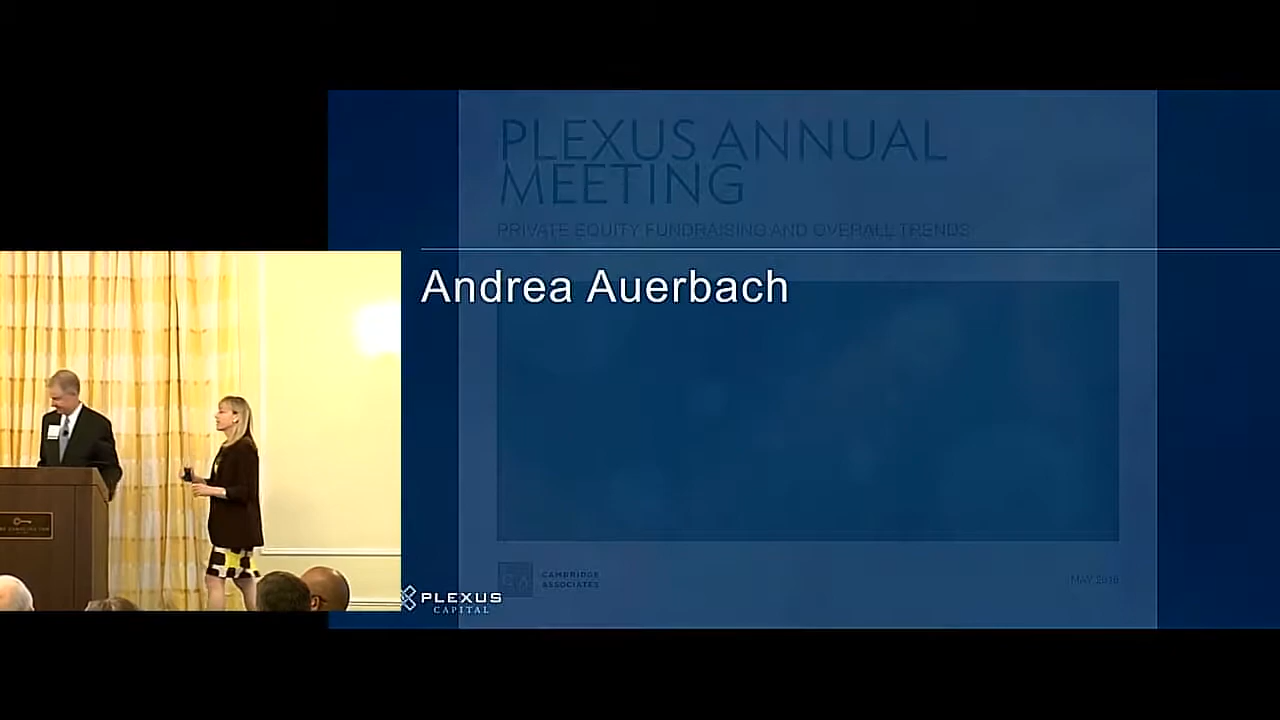 PLEXUS ANNUAL
MEETING
PRIVATE EQUITY FUNDRAISING AND OVERALL TRENDS
Andrea Auerbach
CAMBRIDGE
ASSOCIATES
MAY 2016
PLEXUS
CAPITAL